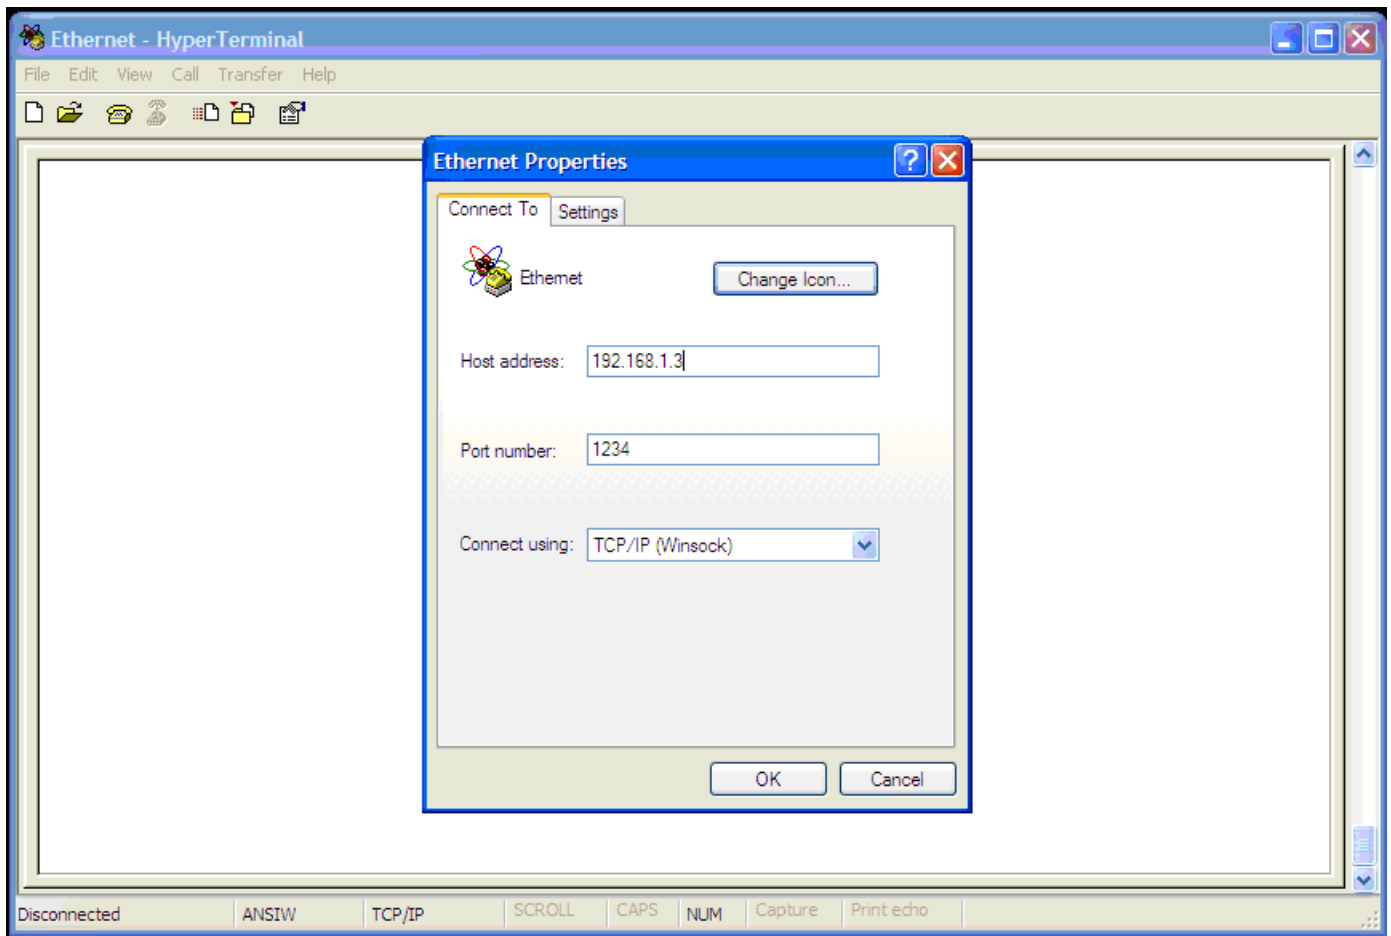 Ethernet - HyperTerminal
File Edit View Call Transfer Help
Ethernet Properties
Connect To Settings
Ethernet Change Icon...
Host address: 192.168.1.3
Port number: 1234
Connect using: TCP/IP (Winsock)
OK Cancel
Disconnected ANSIW TCP/IP SCROLL CAPS NUM Capture Print echo